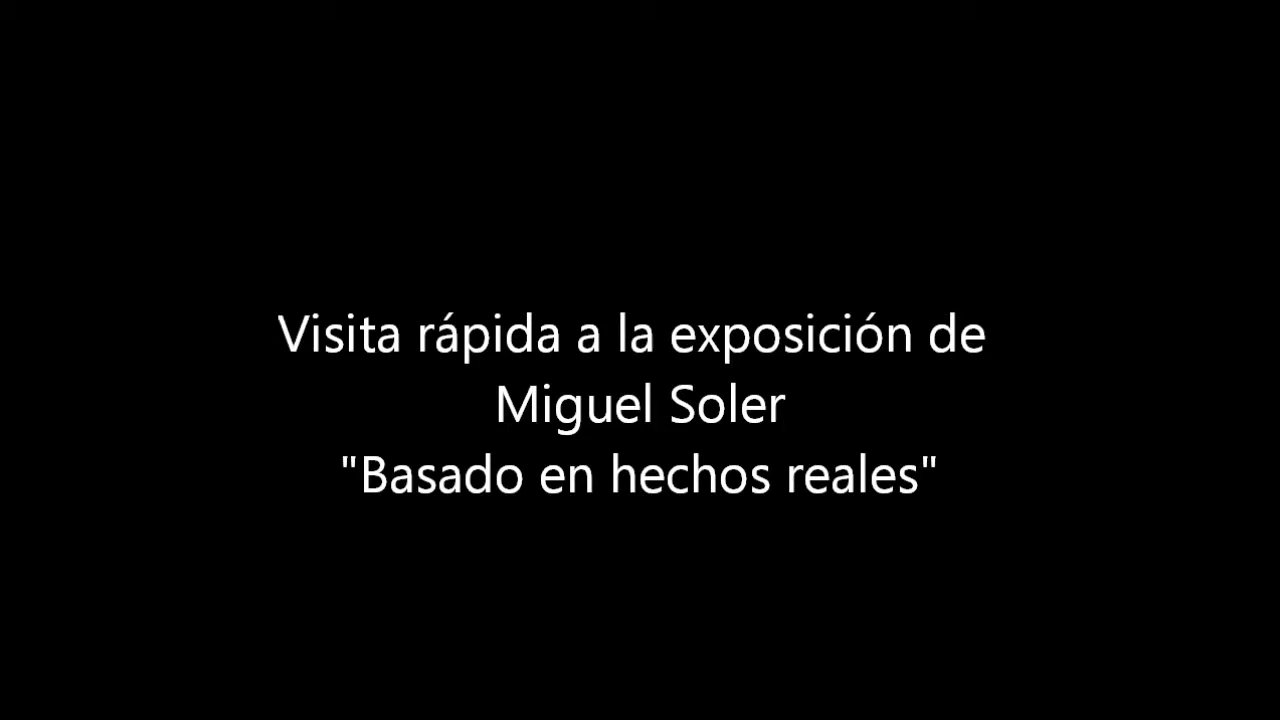 Visita rápida a la exposición de
Miguel Soler
"Basado en hechos reales"